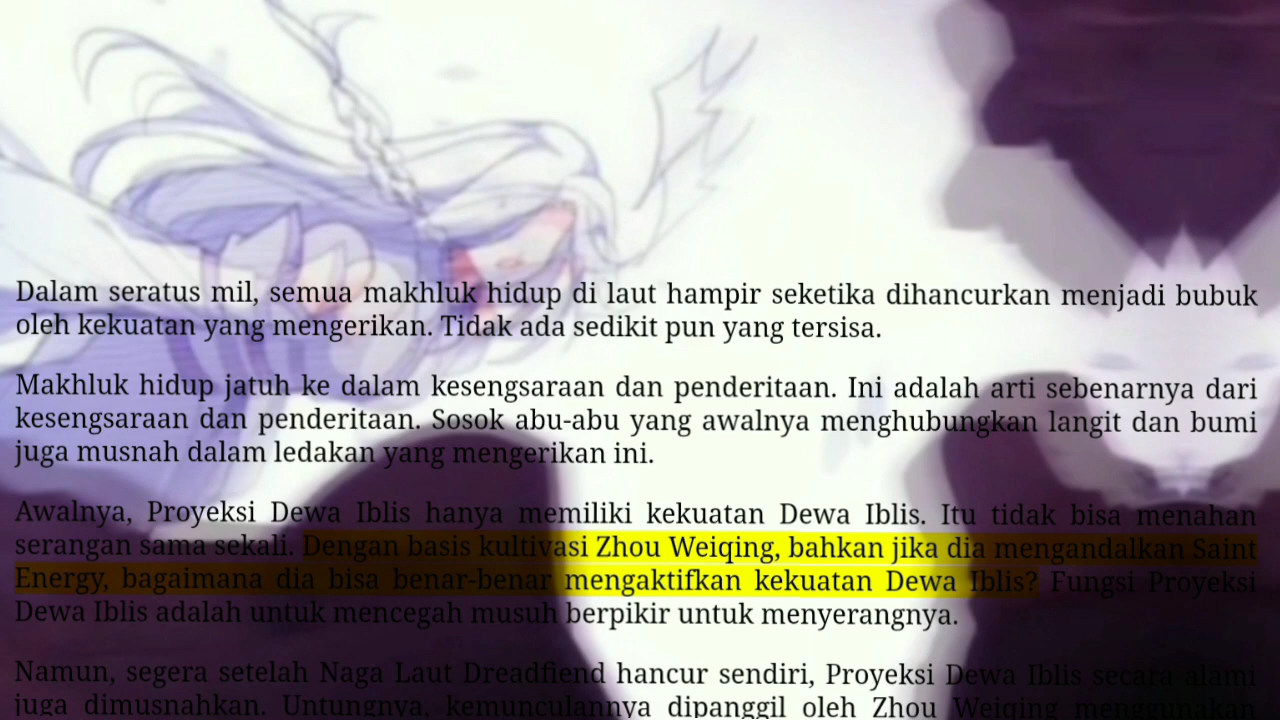 Dalam seratus mil, semua makhluk hidup di laut hampir seketika dihancurkan menjadi bubuk
oleh kekuatan yang mengerikan. Tidak ada sedikit pun yang tersisa.
Makhluk hidup jatuh ke dalam kesengsaraan dan penderitaan. Ini adalah arti sebenarnya dari
kesengsaraan dan penderitaan. Sosok abu-abu yang awalnya menghubungkan langit dan bumi
juga musnah dalam ledakan yang mengerikan ini.
Awalnya, Proyeksi Dewa Iblis hanya memiliki kekuatan Dewa Iblis. Itu tidak bisa menahan
serangan sama sekali. Dengan basis kultivasi Zhou Weiqing, bahkan jika dia mengandalkan Saint
Energy, bagaimana dia bisa benar-benar mengaktifkan kekuatan Dewa Iblis? Fungsi Proyeksi
Dewa Iblis adalah untuk mencegah musuh berpikir untuk menyerangnya.
Namun, segera setelah Naga Laut Dreadfiend hancur sendiri, Proyeksi Dewa Iblis secara alami
juga dimusnahkan. Untungnya, kemunculannya dipanggil oleh Zhou Weiqing menggunakan